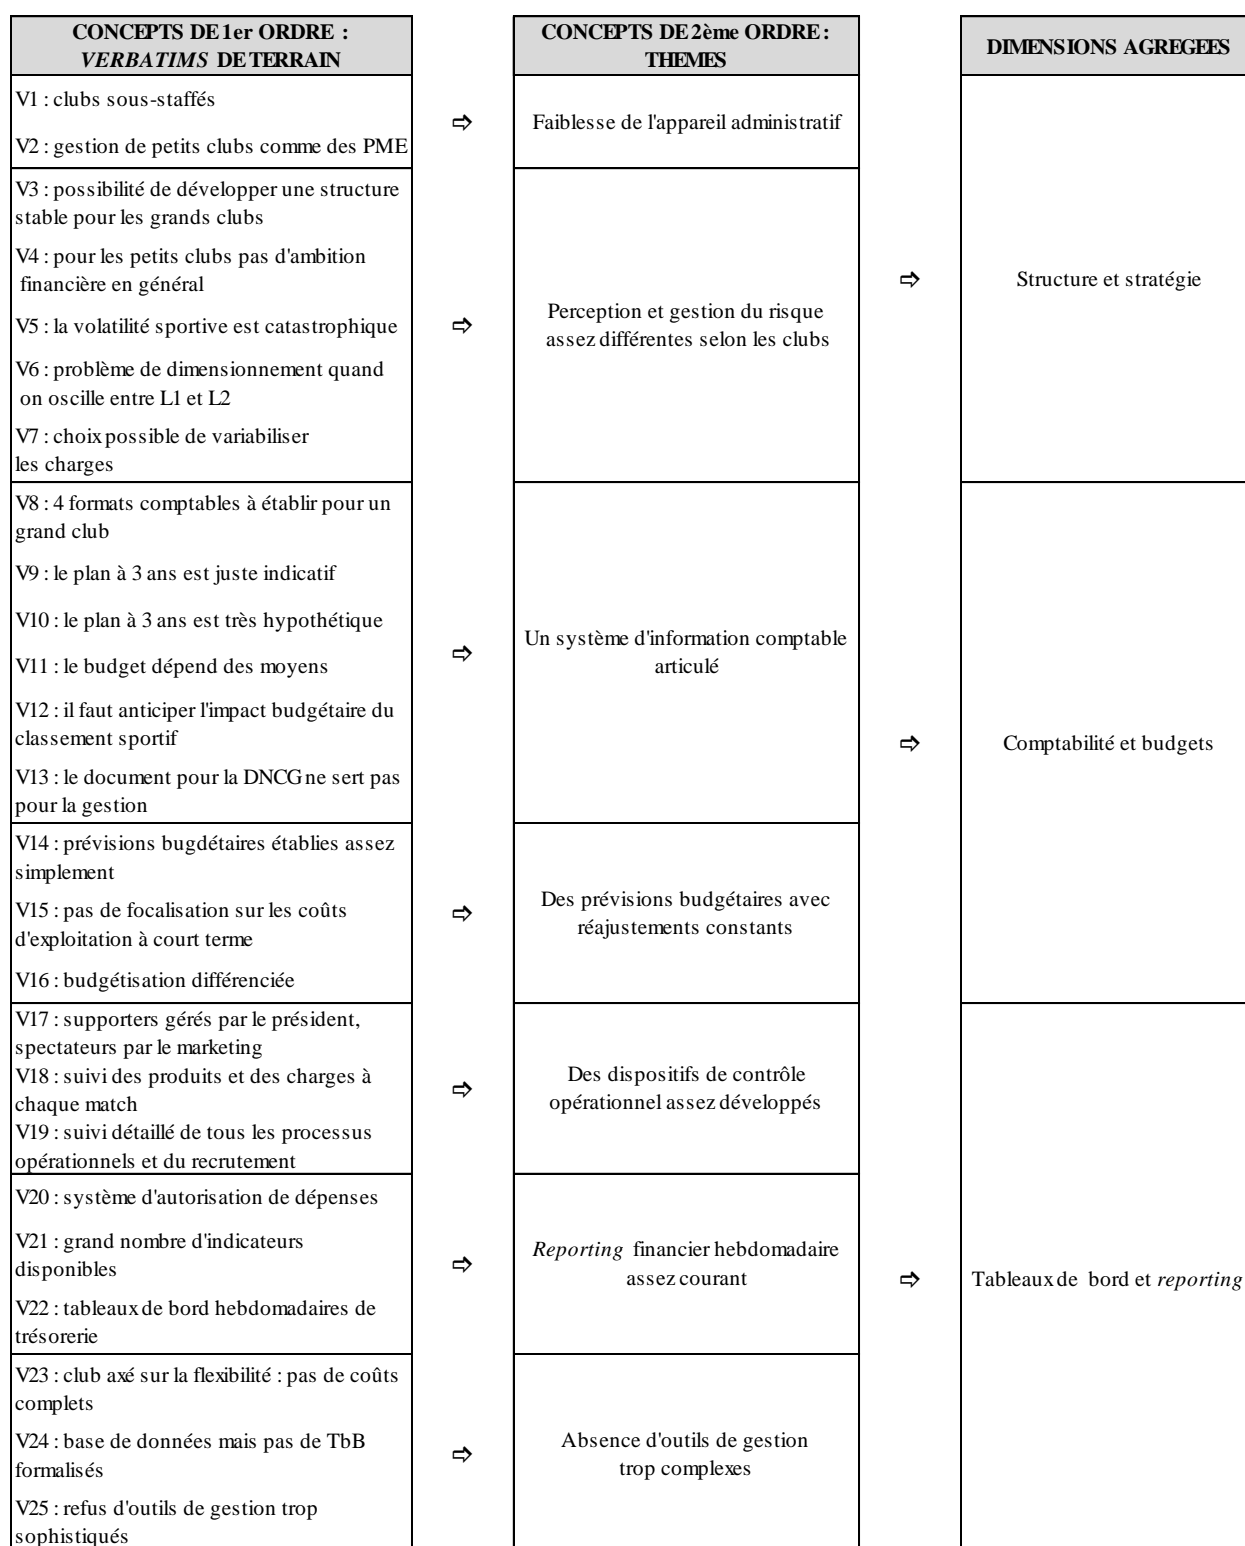 CONCEPTS DE 1er ORDRE :
VERBATIMS DE TERRAIN
CONCEPTS DE 2ème ORDRE :
THEMES
DIMENSIONS AGREGEES
V1 : clubs sous-staffés
V2 : gestion de petits clubs comme des PME
⇨
Faiblesse de l'appareil administratif
V3 : possibilité de développer une structure
stable pour les grands clubs
V4 : pour les petits clubs pas d'ambition
financière en général
V5 : la volatilité sportive est catastrophique
V6 : problème de dimensionnement quand
on oscille entre L1 et L2
V7 : choix possible de variabiliser
les charges
⇨
Perception et gestion du risque
assez différentes selon les clubs
⇨
Structure et stratégie
V8 : 4 formats comptables à établir pour un
grand club
V9 : le plan à 3 ans est juste indicatif
V10 : le plan à 3 ans est très hypothétique
V11 : le budget dépend des moyens
V12 : il faut anticiper l'impact budgétaire du
classement sportif
V13 : le document pour la DNCG ne sert pas
pour la gestion
⇨
Un système d'information comptable
articulé
V14 : prévisions bugdétaires établies assez
simplement
V15 : pas de focalisation sur les coûts
d'exploitation à court terme
V16 : budgétisation différenciée
⇨
Des prévisions budgétaires avec
réajustements constants
⇨
Comptabilité et budgets
V17 : supporters gérés par le président,
spectateurs par le marketing
V18 : suivi des produits et des charges à
chaque match
V19 : suivi détaillé de tous les processus
opérationnels et du recrutement
⇨
Des dispositifs de contrôle
opérationnel assez développés
V20 : système d'autorisation de dépenses
V21 : grand nombre d'indicateurs
disponibles
V22 : tableaux de bord hebdomadaires de
trésorerie
⇨
Reporting financier hebdomadaire
assez courant
V23 : club axé sur la flexibilité : pas de coûts
complets
V24 : base de données mais pas de TbB
formalisés
V25 : refus d'outils de gestion trop
sophistiqués
⇨
Absence d'outils de gestion
trop complexes
⇨
Tableaux de bord et reporting